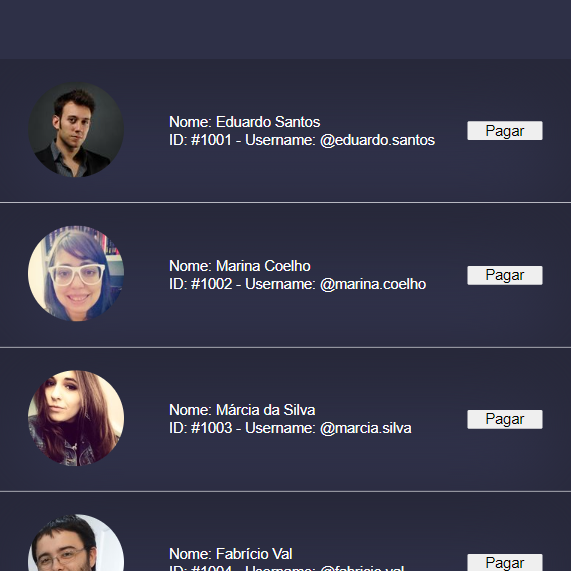 Nome: Eduardo Santos
ID: #1001 - Username: @eduardo.santos
Pagar
Nome: Marina Coelho
ID: #1002 - Username: @marina.coelho
Pagar
Nome: Márcia da Silva
ID: #1003 - Username: @marcia.silva
Pagar
Nome: Fabrício Val
ID: #1004 - Username: @fabricio.val
Pagar